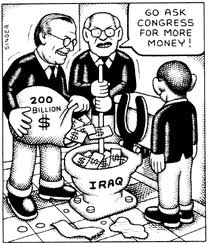 GO ASK
CONGRESS
FOR MORE
MONEY!
SINGER
200
BILLION
$
$ $ $
IRAQ